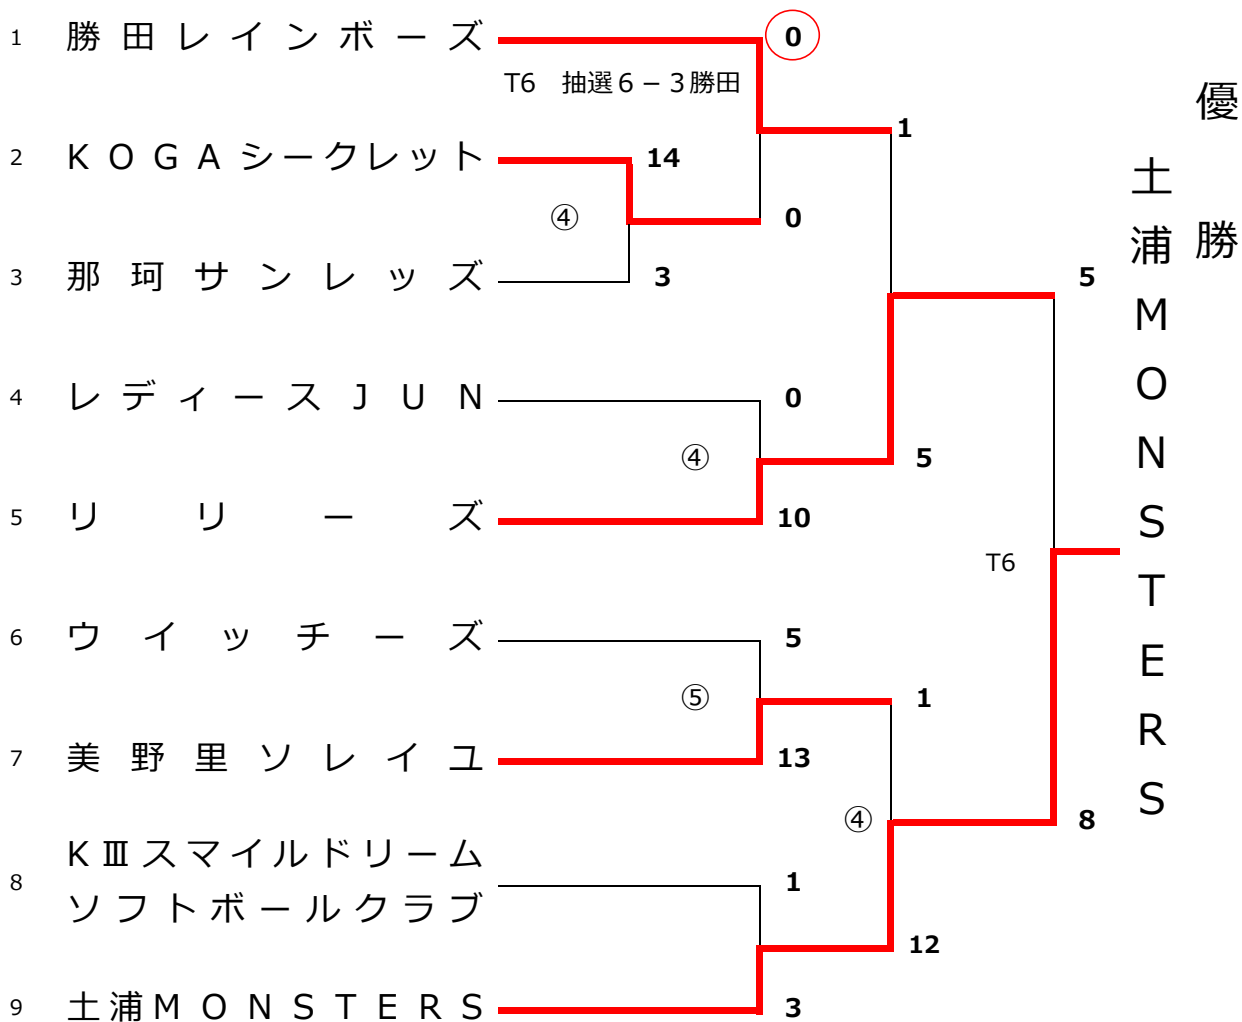 1 勝田レインボーズ 0
T6 抽選6－3勝田
優勝
1
2 KOGAシークレット 14
④
0
3 那珂サンレッズ 3
5
土浦MONSTERS
4 レディースJUN 0
④
5
5 リリーズ 10
T6
6 ウイッチーズ 5
⑤
1
7 美野里ソレイユ 13
④
8
KⅢスマイルドリーム
8 ソフトボールクラブ 1
12
9 土浦MONSTERS 3